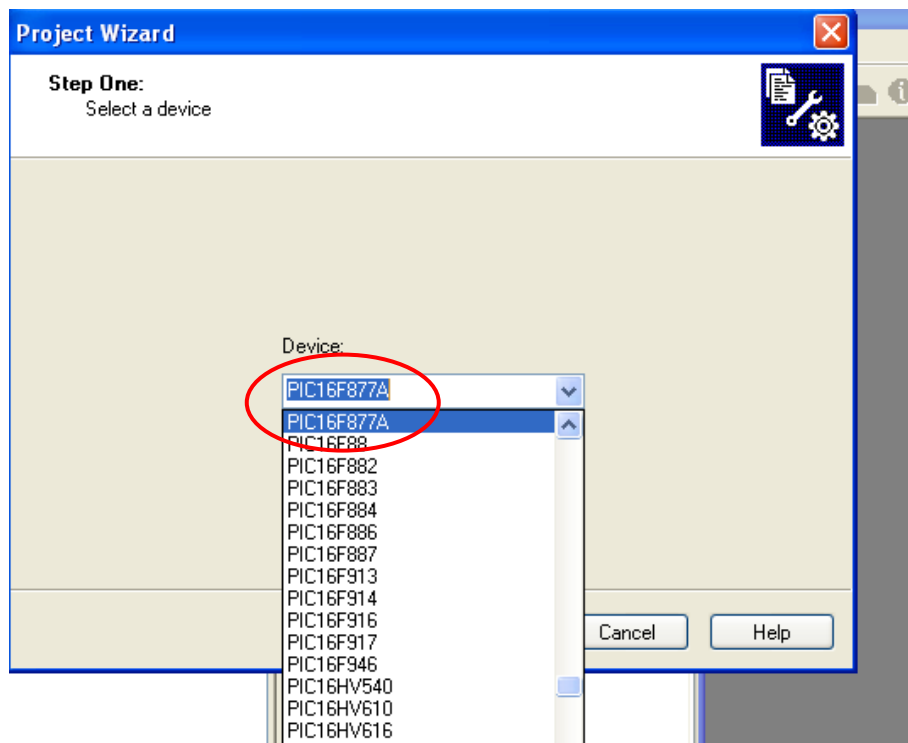 Project Wizard
Step One:
Select a device
Device:
PIC16F877A
PIC16F877A
PIC16F88
PIC16F882
PIC16F883
PIC16F884
PIC16F886
PIC16F887
PIC16F913
PIC16F914
PIC16F916
PIC16F917
PIC16F946
PIC16HV540
PIC16HV610
PIC16HV616
Cancel
Help